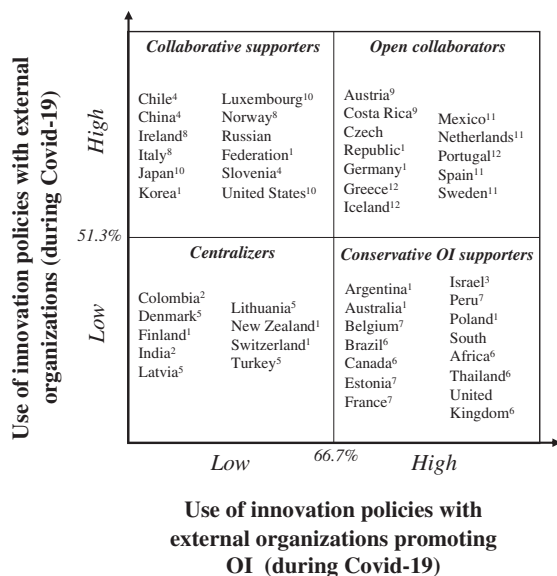 Use of innovation policies with external
organizations (during Covid-19)
High
51.3%
Low
Collaborative supporters
Chile⁴
China⁴
Ireland⁸
Italy⁸
Japan¹⁰
Korea¹
Luxembourg¹⁰
Norway⁸
Russian
Federation¹
Slovenia⁴
United States¹⁰
Open collaborators
Austria⁹
Costa Rica⁹
Czech
Republic¹
Germany¹
Greece¹²
Iceland¹²
Mexico¹¹
Netherlands¹¹
Portugal¹²
Spain¹¹
Sweden¹¹
Centralizers
Colombia²
Denmark⁵
Finland¹
India²
Latvia⁵
Lithuania⁵
New Zealand¹
Switzerland¹
Turkey⁵
Conservative OI supporters
Argentina¹
Australia¹
Belgium⁷
Brazil⁶
Canada⁶
Estonia⁷
France⁷
Israel³
Peru⁷
Poland¹
South
Africa⁶
Thailand⁶
United
Kingdom⁶
Low
66.7%
High
Use of innovation policies with
external organizations promoting
OI (during Covid-19)